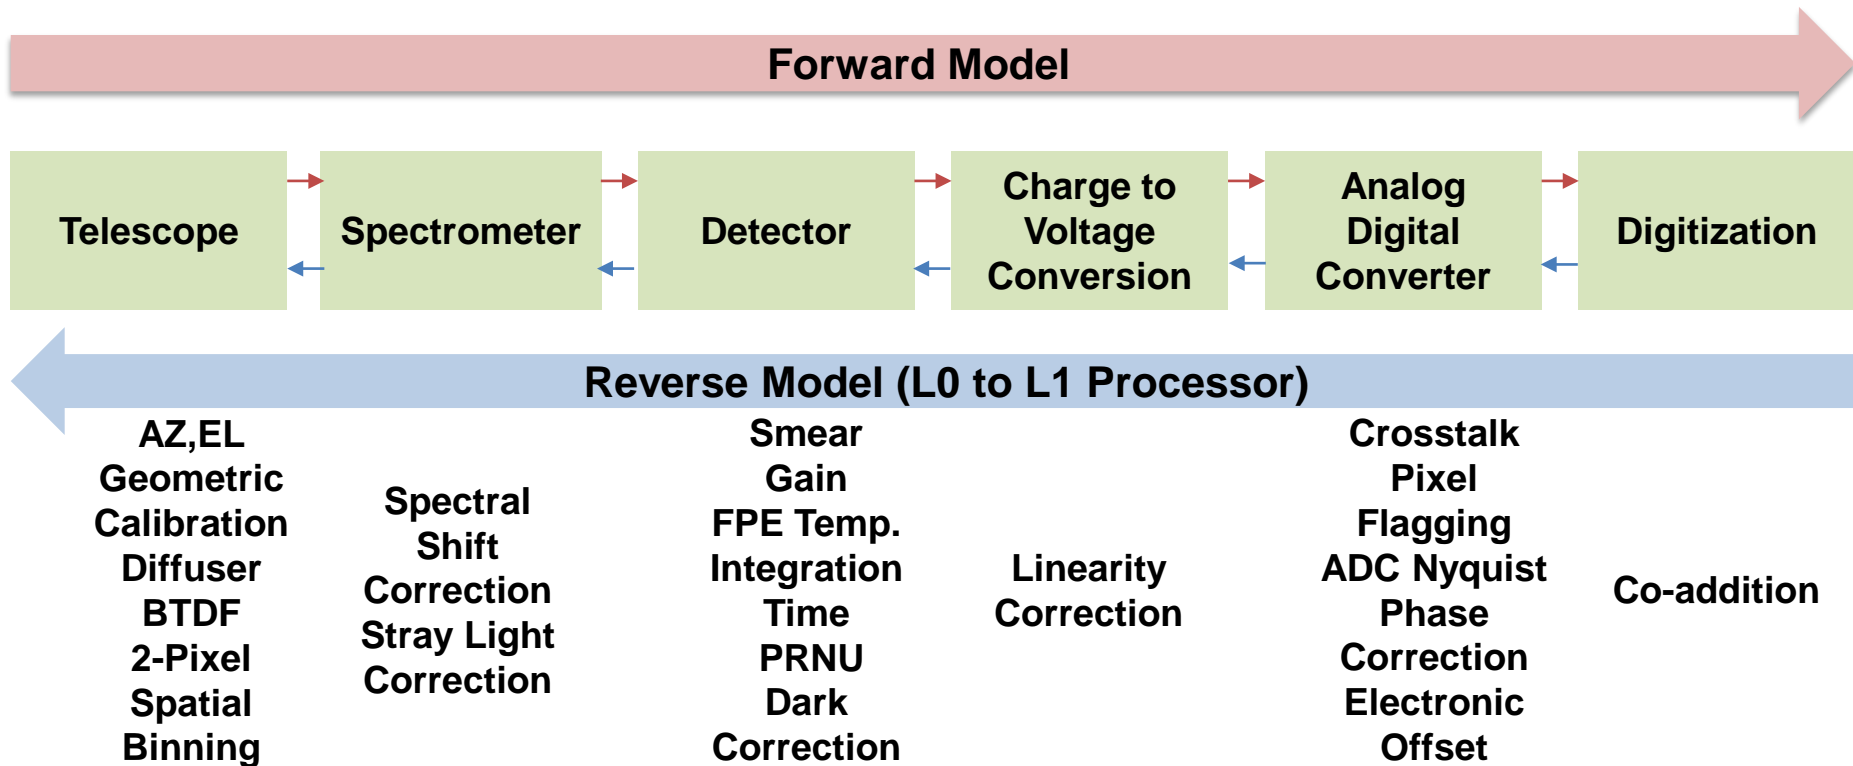 Forward Model
Telescope
Spectrometer
Detector
Charge to
Voltage
Conversion
Analog
Digital
Converter
Digitization
Reverse Model (L0 to L1 Processor)
AZ,EL
Geometric
Calibration
Diffuser
BTDF
2-Pixel
Spatial
Binning
Spectral
Shift
Correction
Stray Light
Correction
Smear
Gain
FPE Temp.
Integration
Time
PRNU
Dark
Correction
Linearity
Correction
Crosstalk
Pixel
Flagging
ADC Nyquist
Phase
Correction
Electronic
Offset
Co-addition